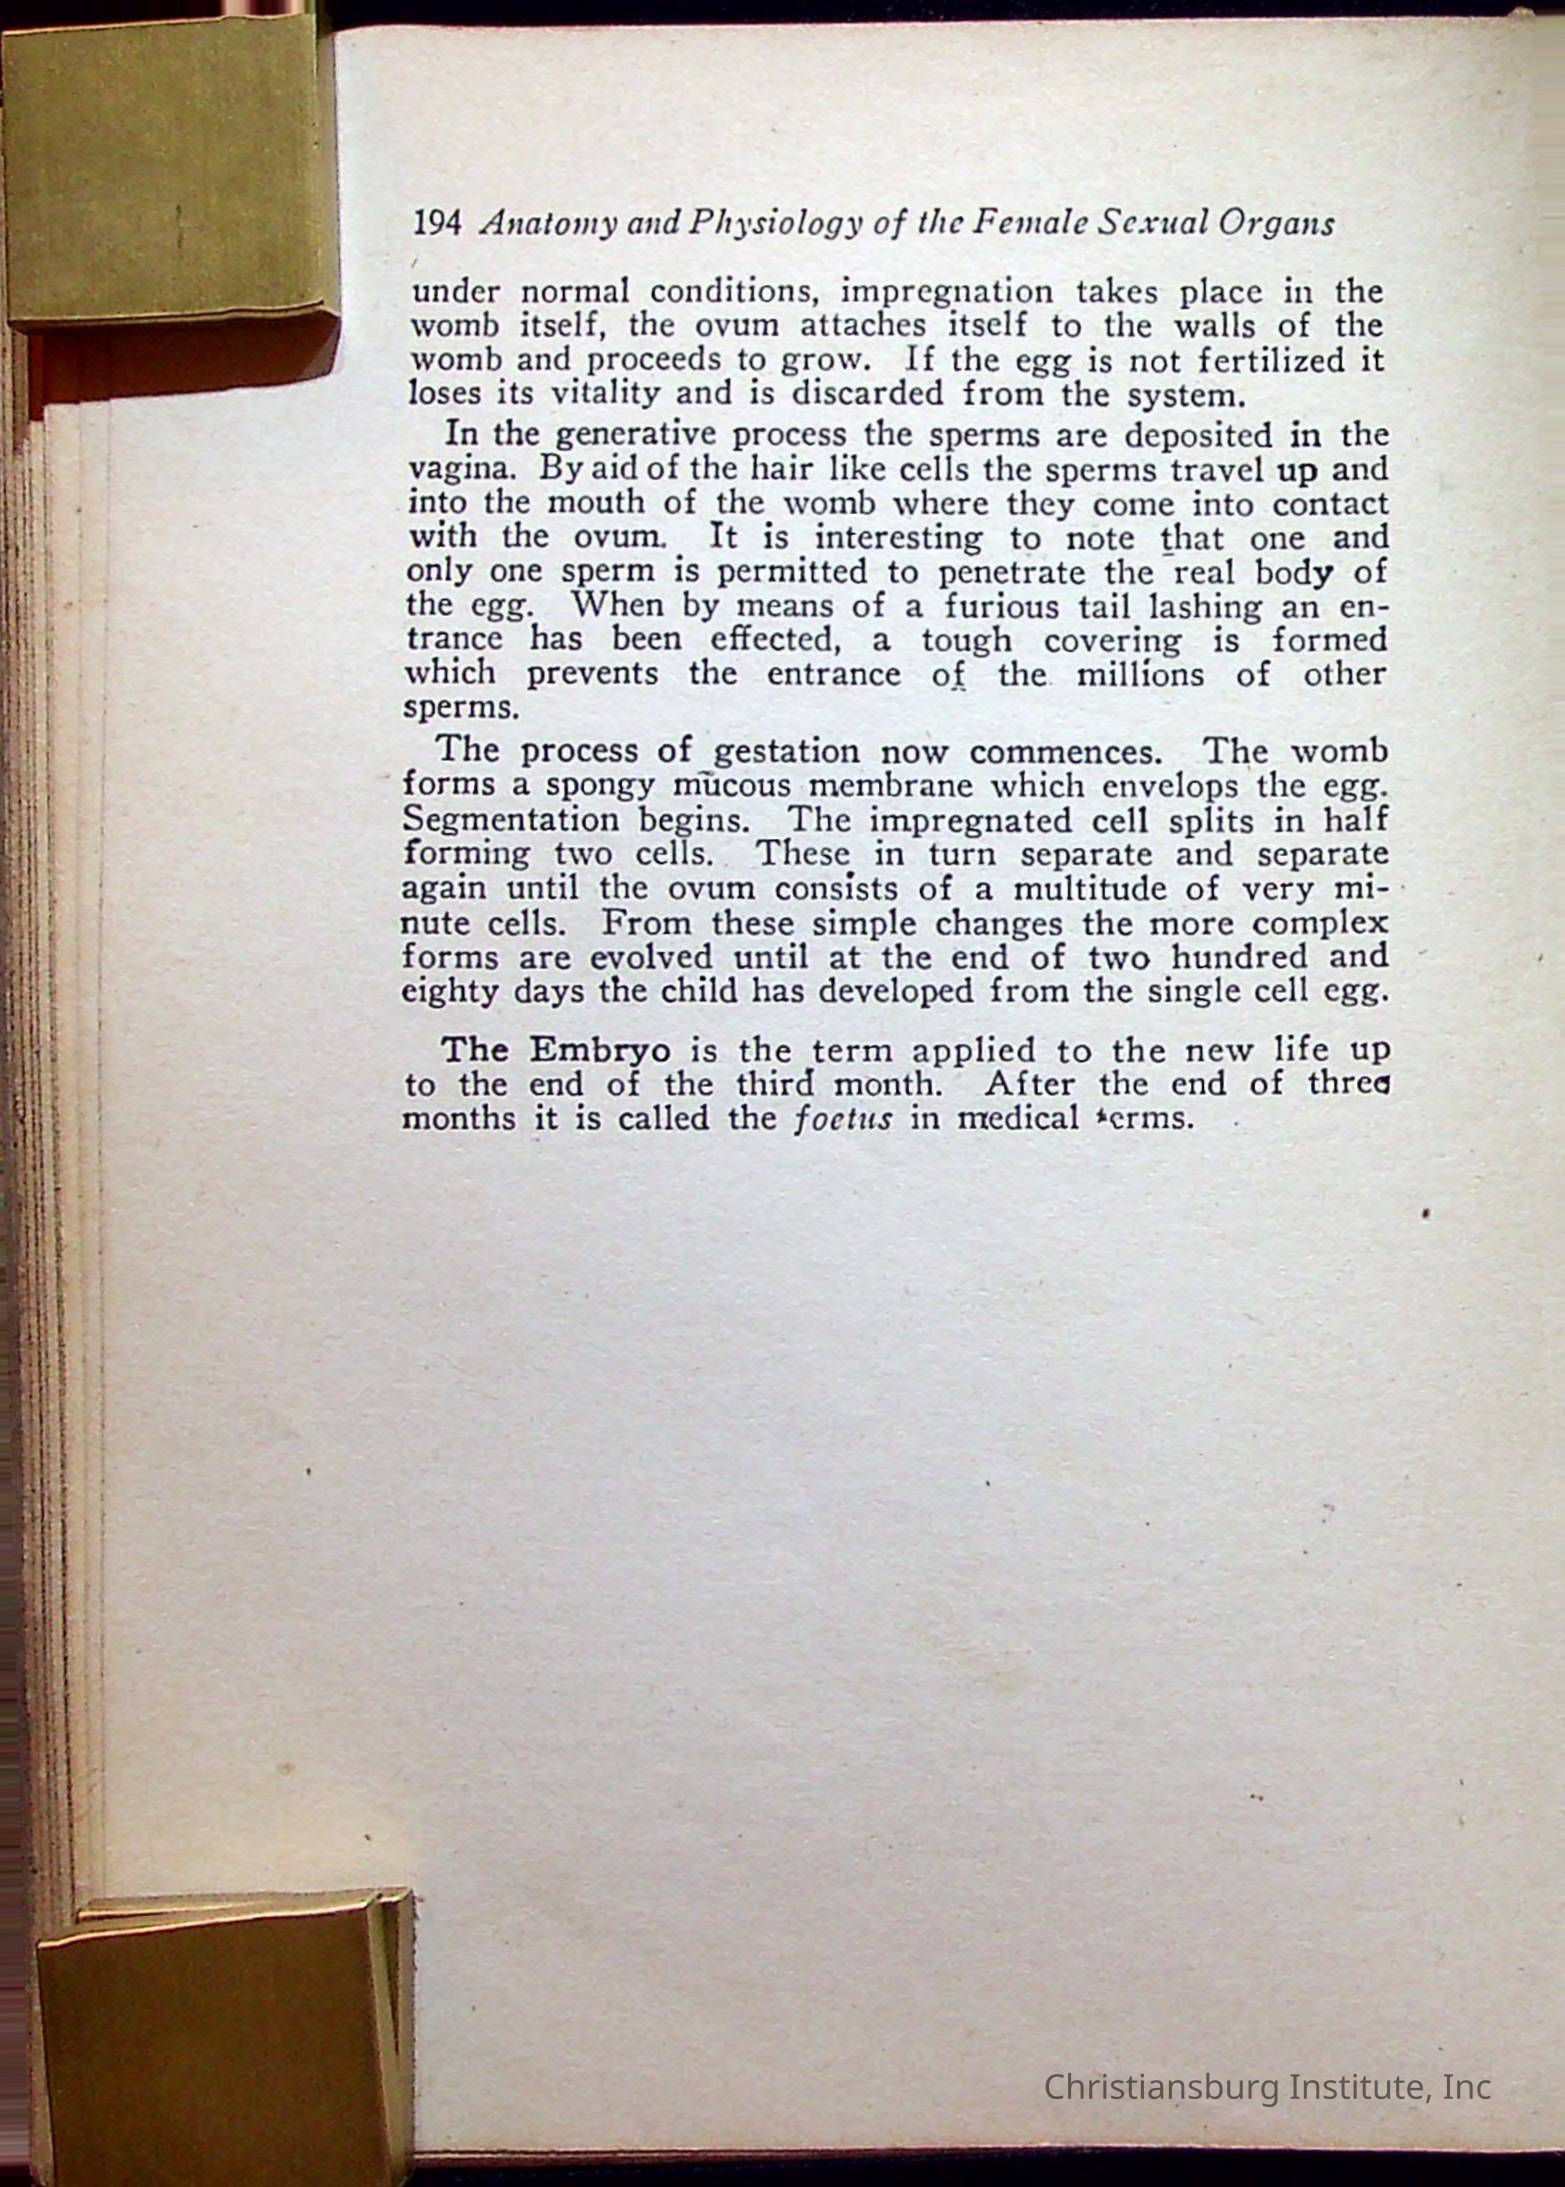 194 Anatomy and Physiology of the Female Sexual Organs
under normal conditions, impregnation takes place in the
womb itself, the ovum attaches itself to the walls of the
womb and proceeds to grow. If the egg is not fertilized it
loses its vitality and is discarded from the system.
In the generative process the sperms are deposited in the
vagina. By aid of the hair like cells the sperms travel up and
into the mouth of the womb where they come into contact
with the ovum. It is interesting to note that one and
only one sperm is permitted to penetrate the real body of
the egg. When by means of a furious tail lashing an en-
trance has been effected, a tough covering is formed
which prevents the entrance of the millions of other
sperms.
The process of gestation now commences. The womb
forms a spongy mucous membrane which envelops the egg.
Segmentation begins. The impregnated cell splits in half
forming two cells. These in turn separate and separate
again until the ovum consists of a multitude of very mi-
nute cells. From these simple changes the more complex
forms are evolved until at the end of two hundred and
eighty days the child has developed from the single cell egg.
The Embryo is the term applied to the new life up
to the end of the third month. After the end of three
months it is called the foetus in medical terms.
Christiansburg Institute, Inc